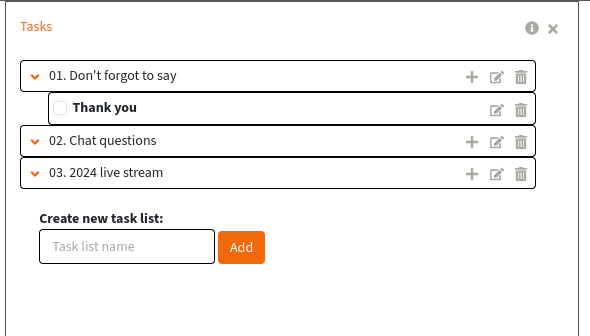 Tasks
01. Don't forgot to say
Thank you
02. Chat questions
03. 2024 live stream
Create new task list:
Task list name
Add